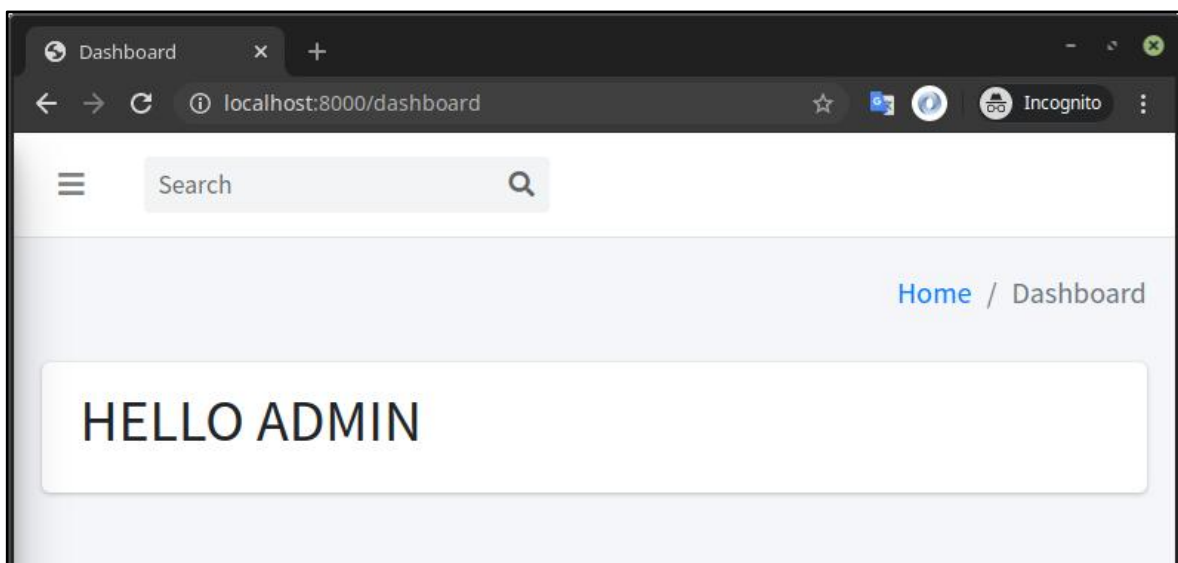 Dashboard
localhost:8000/dashboard
Incognito
Search
Home / Dashboard
HELLO ADMIN